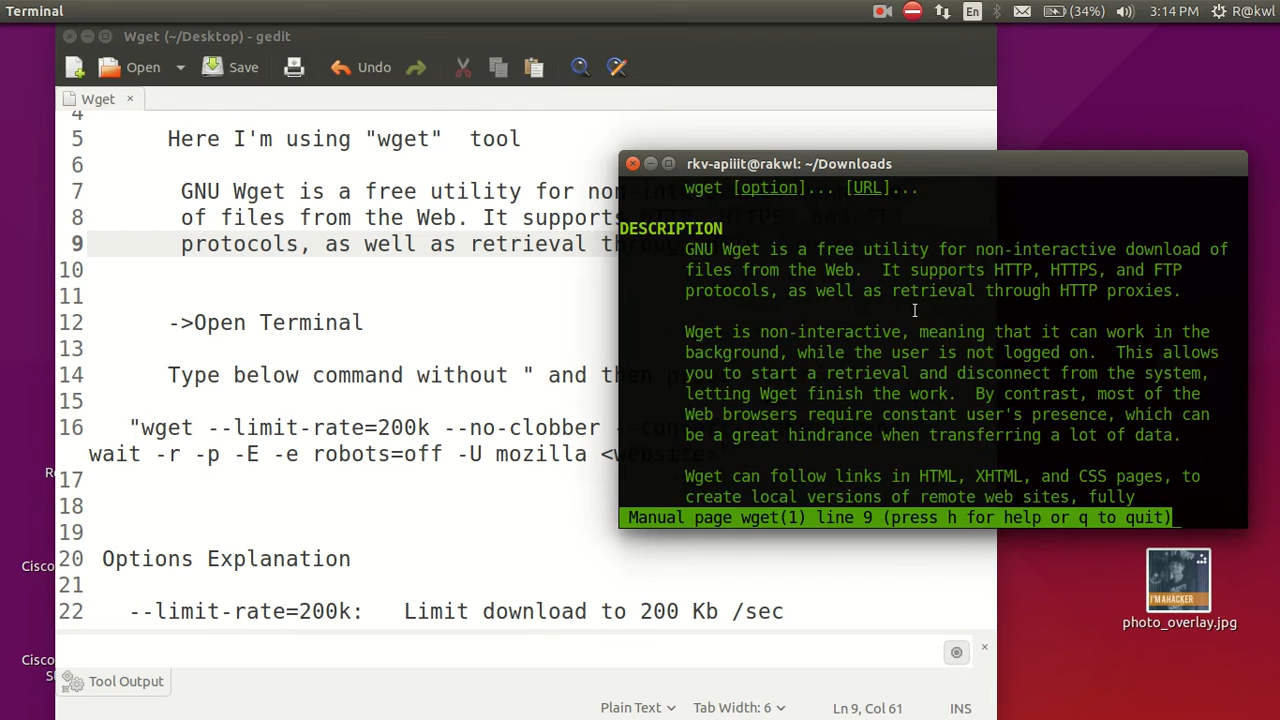 Terminal
En
(34%)
3:14 PM
R@kwl
Wget (~/Desktop) - gedit
Open
Save
Undo
Wget ×
4
5 Here I'm using "wget" tool
6
7 GNU Wget is a free utility for non-
8 of files from the Web. It supports
9 protocols, as well as retrieval
10
11
12 ->Open Terminal
13
14 Type below command without " and then
15
16 "wget --limit-rate=200k --no-clobber
wait -r -p -E -e robots=off -U mozilla <website>"
17
18
19
20 Options Explanation
21
22 --limit-rate=200k: Limit download to 200 Kb /sec
rkv-apiiit@rakwl: ~/Downloads
wget [option]... [URL]...
DESCRIPTION
GNU Wget is a free utility for non-interactive download of
files from the Web. It supports HTTP, HTTPS, and FTP
protocols, as well as retrieval through HTTP proxies.
Wget is non-interactive, meaning that it can work in the
background, while the user is not logged on. This allows
you to start a retrieval and disconnect from the system,
letting Wget finish the work. By contrast, most of the
Web browsers require constant user's presence, which can
be a great hindrance when transferring a lot of data.
Wget can follow links in HTML, XHTML, and CSS pages, to
create local versions of remote web sites, fully
Manual page wget(1) line 9 (press h for help or q to quit)
Cisco
Cisco
I'M A HACKER
photo_overlay.jpg
Tool Output
Plain Text
Tab Width: 6
Ln 9, Col 61
INS